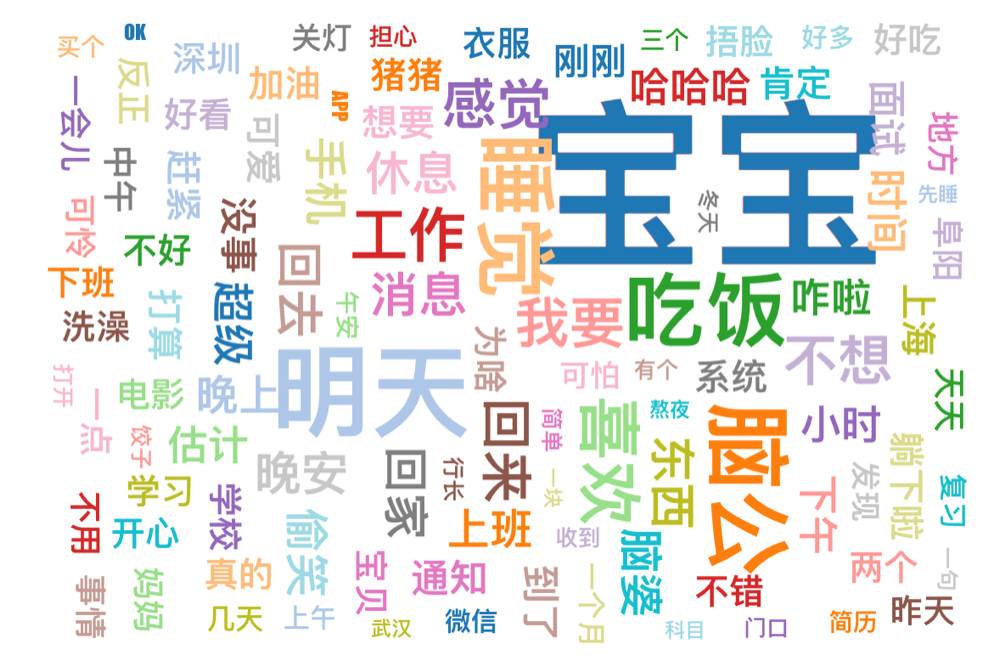 买个
OK
深圳
关灯
担心
衣服
刚刚
三个
捂脸
好多
好吃
反正
加油
猪猪
感觉
哈哈哈
肯定
一会儿
好看
APP
想要
可爱
面试
地方
宝宝
睡觉
中午
赶紧
手机
休息
时间
先睡
冬天
可怜
不好
没事
工作
阜阳
下班
回去
消息
洗澡
打算
超级
午安
我要
吃饭
咋啦
上海
为啥
不想
明天
打开
一点
电影
晚上
可怕
有个
系统
天天
饺子
估计
晚安
回家
行长
回来
简单
一块
喜欢
熬夜
东西
脑公
小时
躺下啦
学习
学校
不用
开心
偷笑
上班
收到
脑婆
下午
发现
复习
事情
妈妈
真的
宝贝
通知
到了
一个月
不错
两个
一句
几天
上午
武汉
微信
科目
门口
简历
昨天